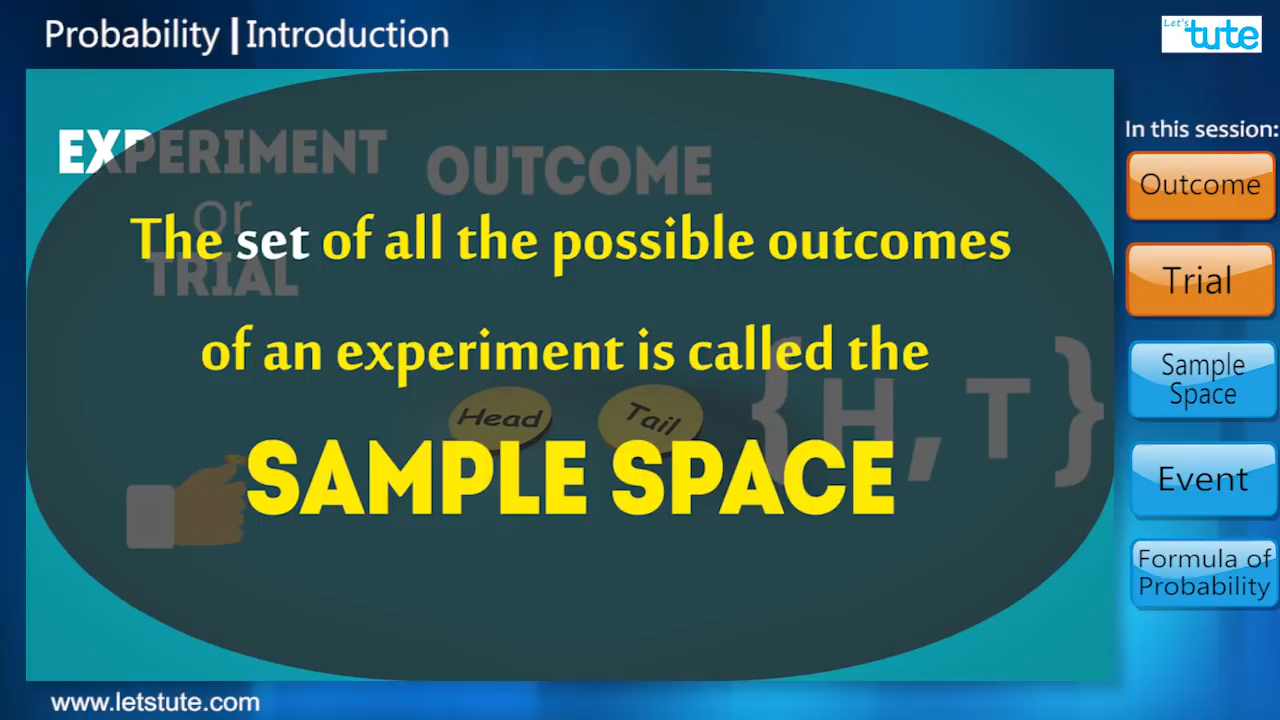 Probability | Introduction
Let's
tute
In this session:
Outcome
Trial
Sample
Space
Event
Formula of
Probability
EXPERIMENT
or
TRIAL
OUTCOME
The set of all the possible outcomes
of an experiment is called the
SAMPLE SPACE
Head
Tail
{H, T}
www.letstute.com